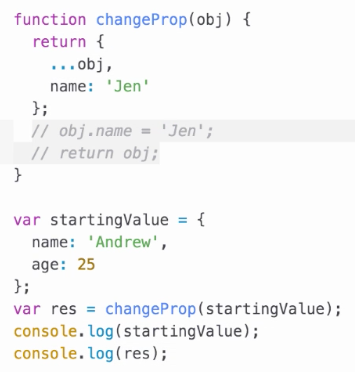 function changeProp(obj) {
  return {
    ...obj,
    name: 'Jen'
  };
  // obj.name = 'Jen';
  // return obj;
}

var startingValue = {
  name: 'Andrew',
  age: 25
};
var res = changeProp(startingValue);
console.log(startingValue);
console.log(res);